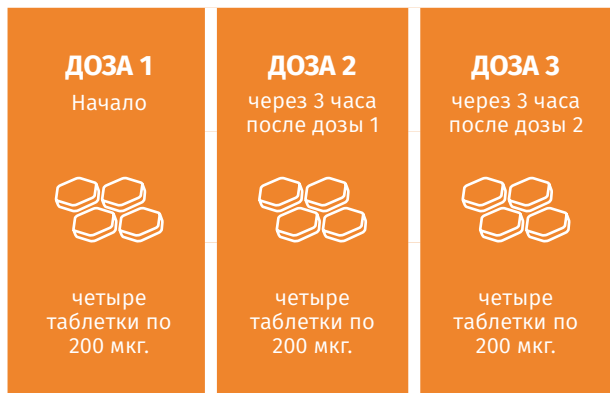 ДОЗА 1
Начало
четыре
таблетки по
200 мкг.
ДОЗА 2
через 3 часа
после дозы 1
четыре
таблетки по
200 мкг.
ДОЗА 3
через 3 часа
после дозы 2
четыре
таблетки по
200 мкг.